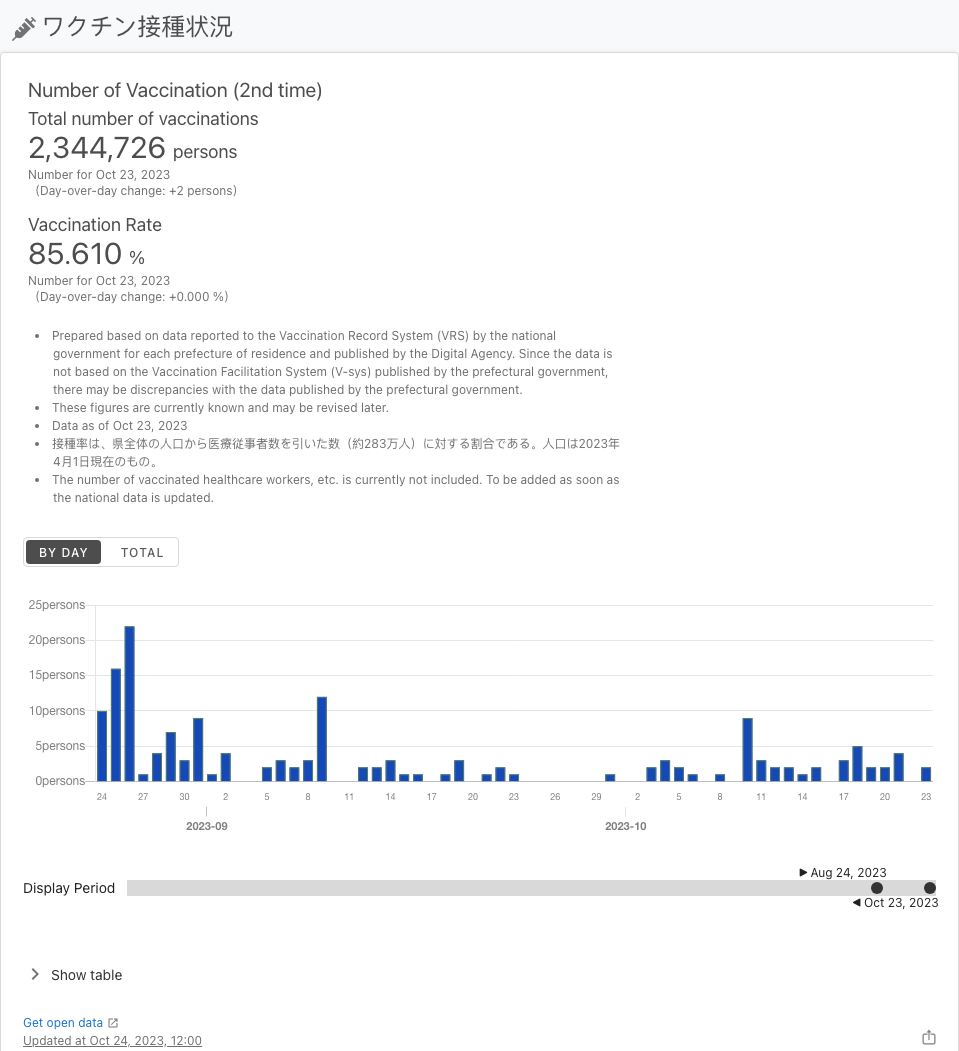 ワクチン接種状況
Number of Vaccination (2nd time)
Total number of vaccinations
2,344,726 persons
Number for Oct 23, 2023
(Day-over-day change: +2 persons)
Vaccination Rate
85.610 %
Number for Oct 23, 2023
(Day-over-day change: +0.000 %)
• Prepared based on data reported to the Vaccination Record System (VRS) by the national
government for each prefecture of residence and published by the Digital Agency. Since the data is
not based on the Vaccination Facilitation System (V-sys) published by the prefectural government,
there may be discrepancies with the data published by the prefectural government.
• These figures are currently known and may be revised later.
• Data as of Oct 23, 2023
• 接種率は、県全体の人口から医療従事者数を引いた数（約283万人）に対する割合である。人口は2023年
4月1日現在のもの。
• The number of vaccinated healthcare workers, etc. is currently not included. To be added as soon as
the national data is updated.
BY DAY TOTAL
25persons
20persons
15persons
10persons
5persons
0persons
24 27 30 2 5 8 11 14 17 20 23 26 29 2 5 8 11 14 17 20 23
2023-09 2023-10
▶ Aug 24, 2023
Display Period
◀ Oct 23, 2023
Show table
Get open data
Updated at Oct 24, 2023, 12:00